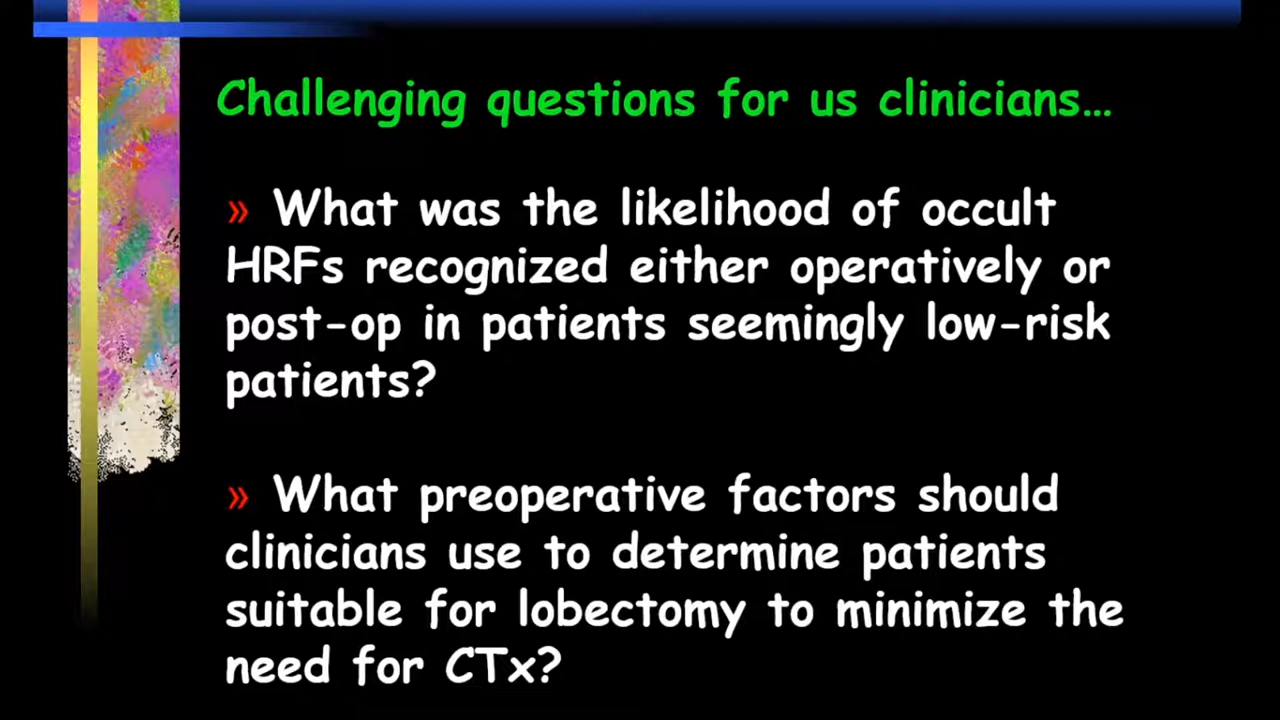 Challenging questions for us clinicians...
» What was the likelihood of occult
HRFs recognized either operatively or
post-op in patients seemingly low-risk
patients?
» What preoperative factors should
clinicians use to determine patients
suitable for lobectomy to minimize the
need for CTx?